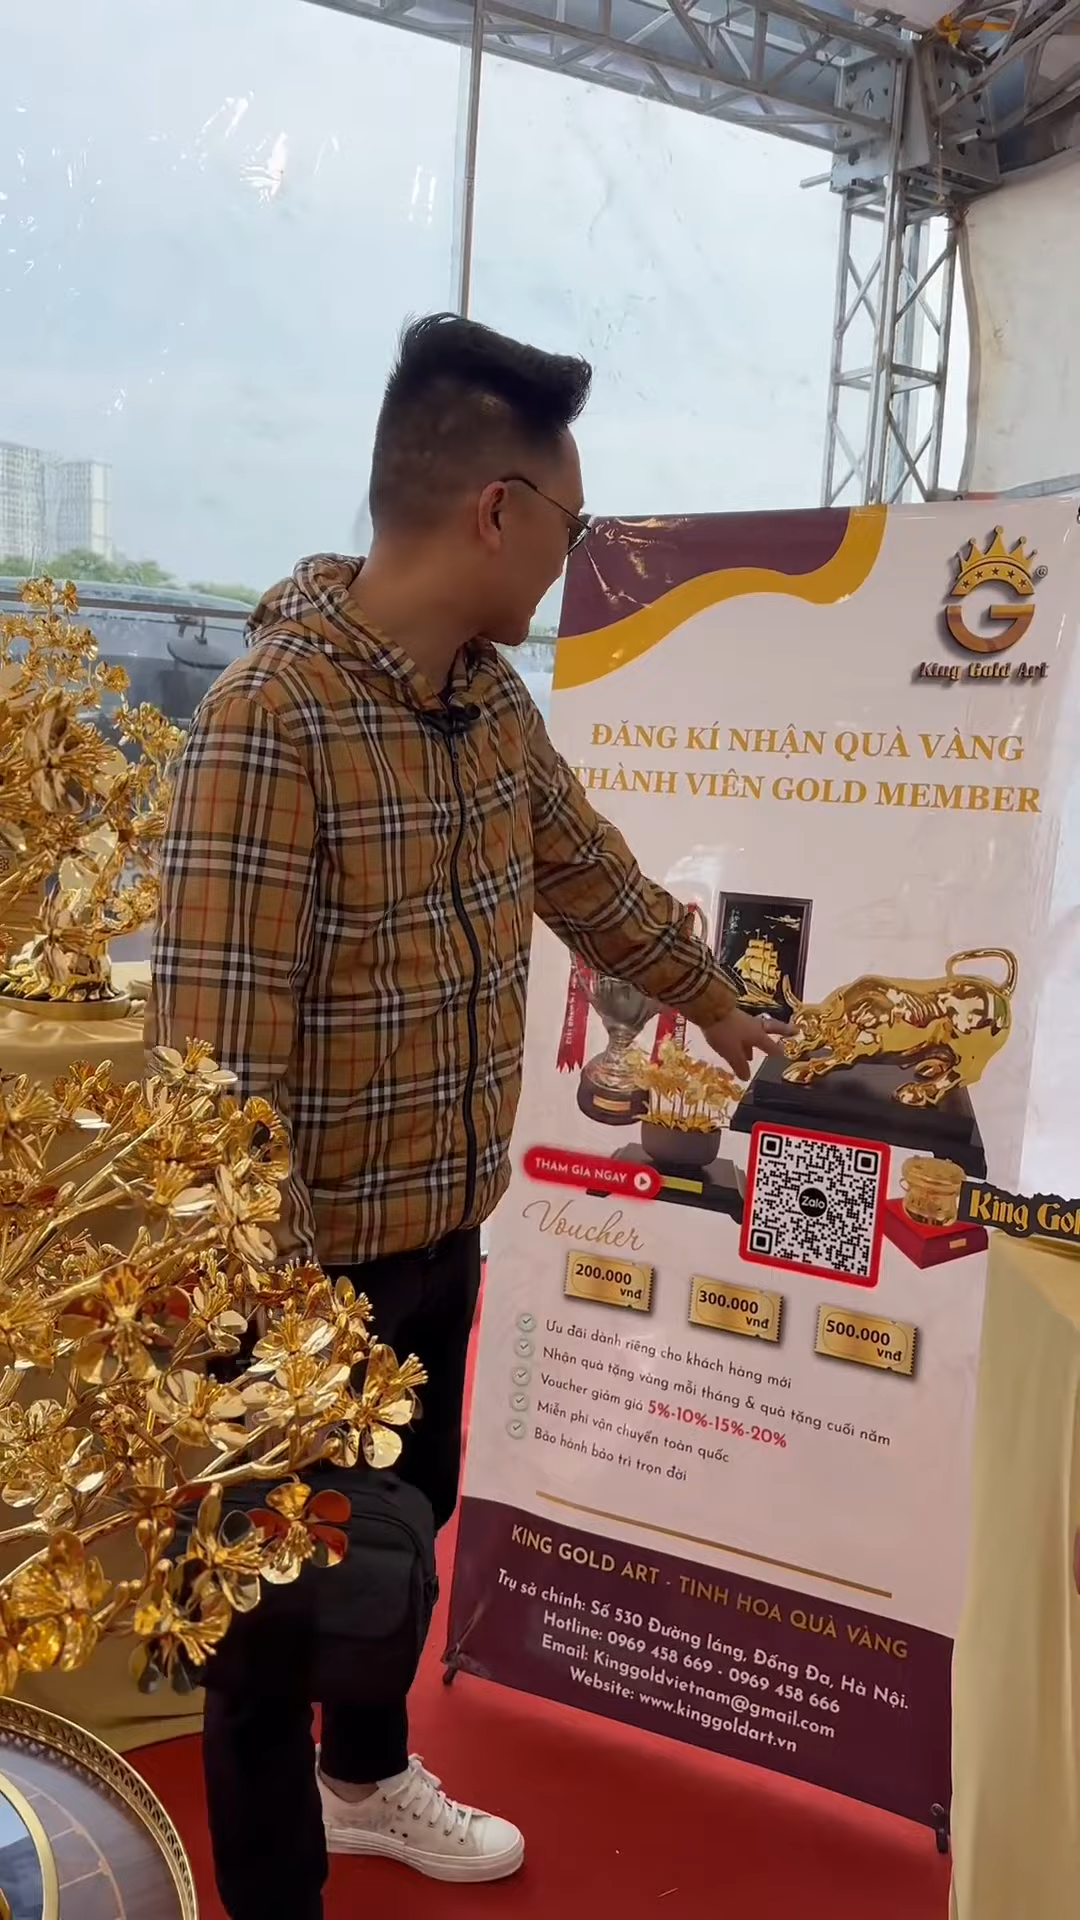 G
®
King Gold Art
ĐĂNG KÍ NHẬN QUÀ VÀNG
THÀNH VIÊN GOLD MEMBER
THAM GIA NGAY
Zalo
King Gol
Voucher
200.000
vnđ
300.000
vnđ
500.000
vnđ
Ưu đãi dành riêng cho khách hàng mới
Nhận quà tặng vàng mỗi tháng & quà tặng cuối năm
Voucher giảm giá 5%-10%-15%-20%
Miễn phí vận chuyển toàn quốc
Bảo hành bảo trì trọn đời
KING GOLD ART - TINH HOA QUÀ VÀNG
Trụ sở chính: Số 530 Đường láng, Đống Đa, Hà Nội.
Hotline: 0969 458 669 - 0969 458 666
Email: Kinggoldvietnam@gmail.com
Website: www.kinggoldart.vn